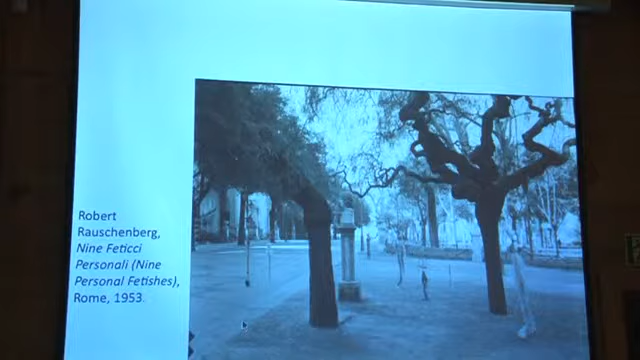 Robert
Rauschenberg,
Nine Feticci
Personali (Nine
Personal Fetishes),
Rome, 1953.